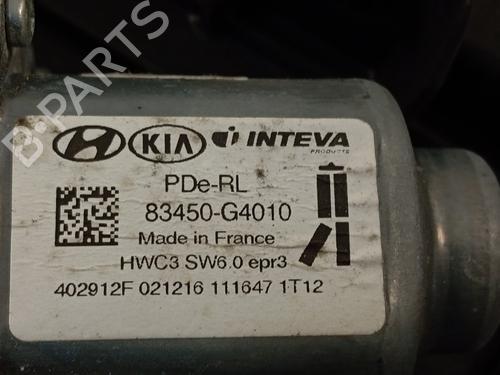 B-PARTS
KIA INTEVA
PRODUCTS
PDe-RL
83450-G4010
Made in France
HWC3 SW6.0 epr3
402912F 021216 111647 1T12